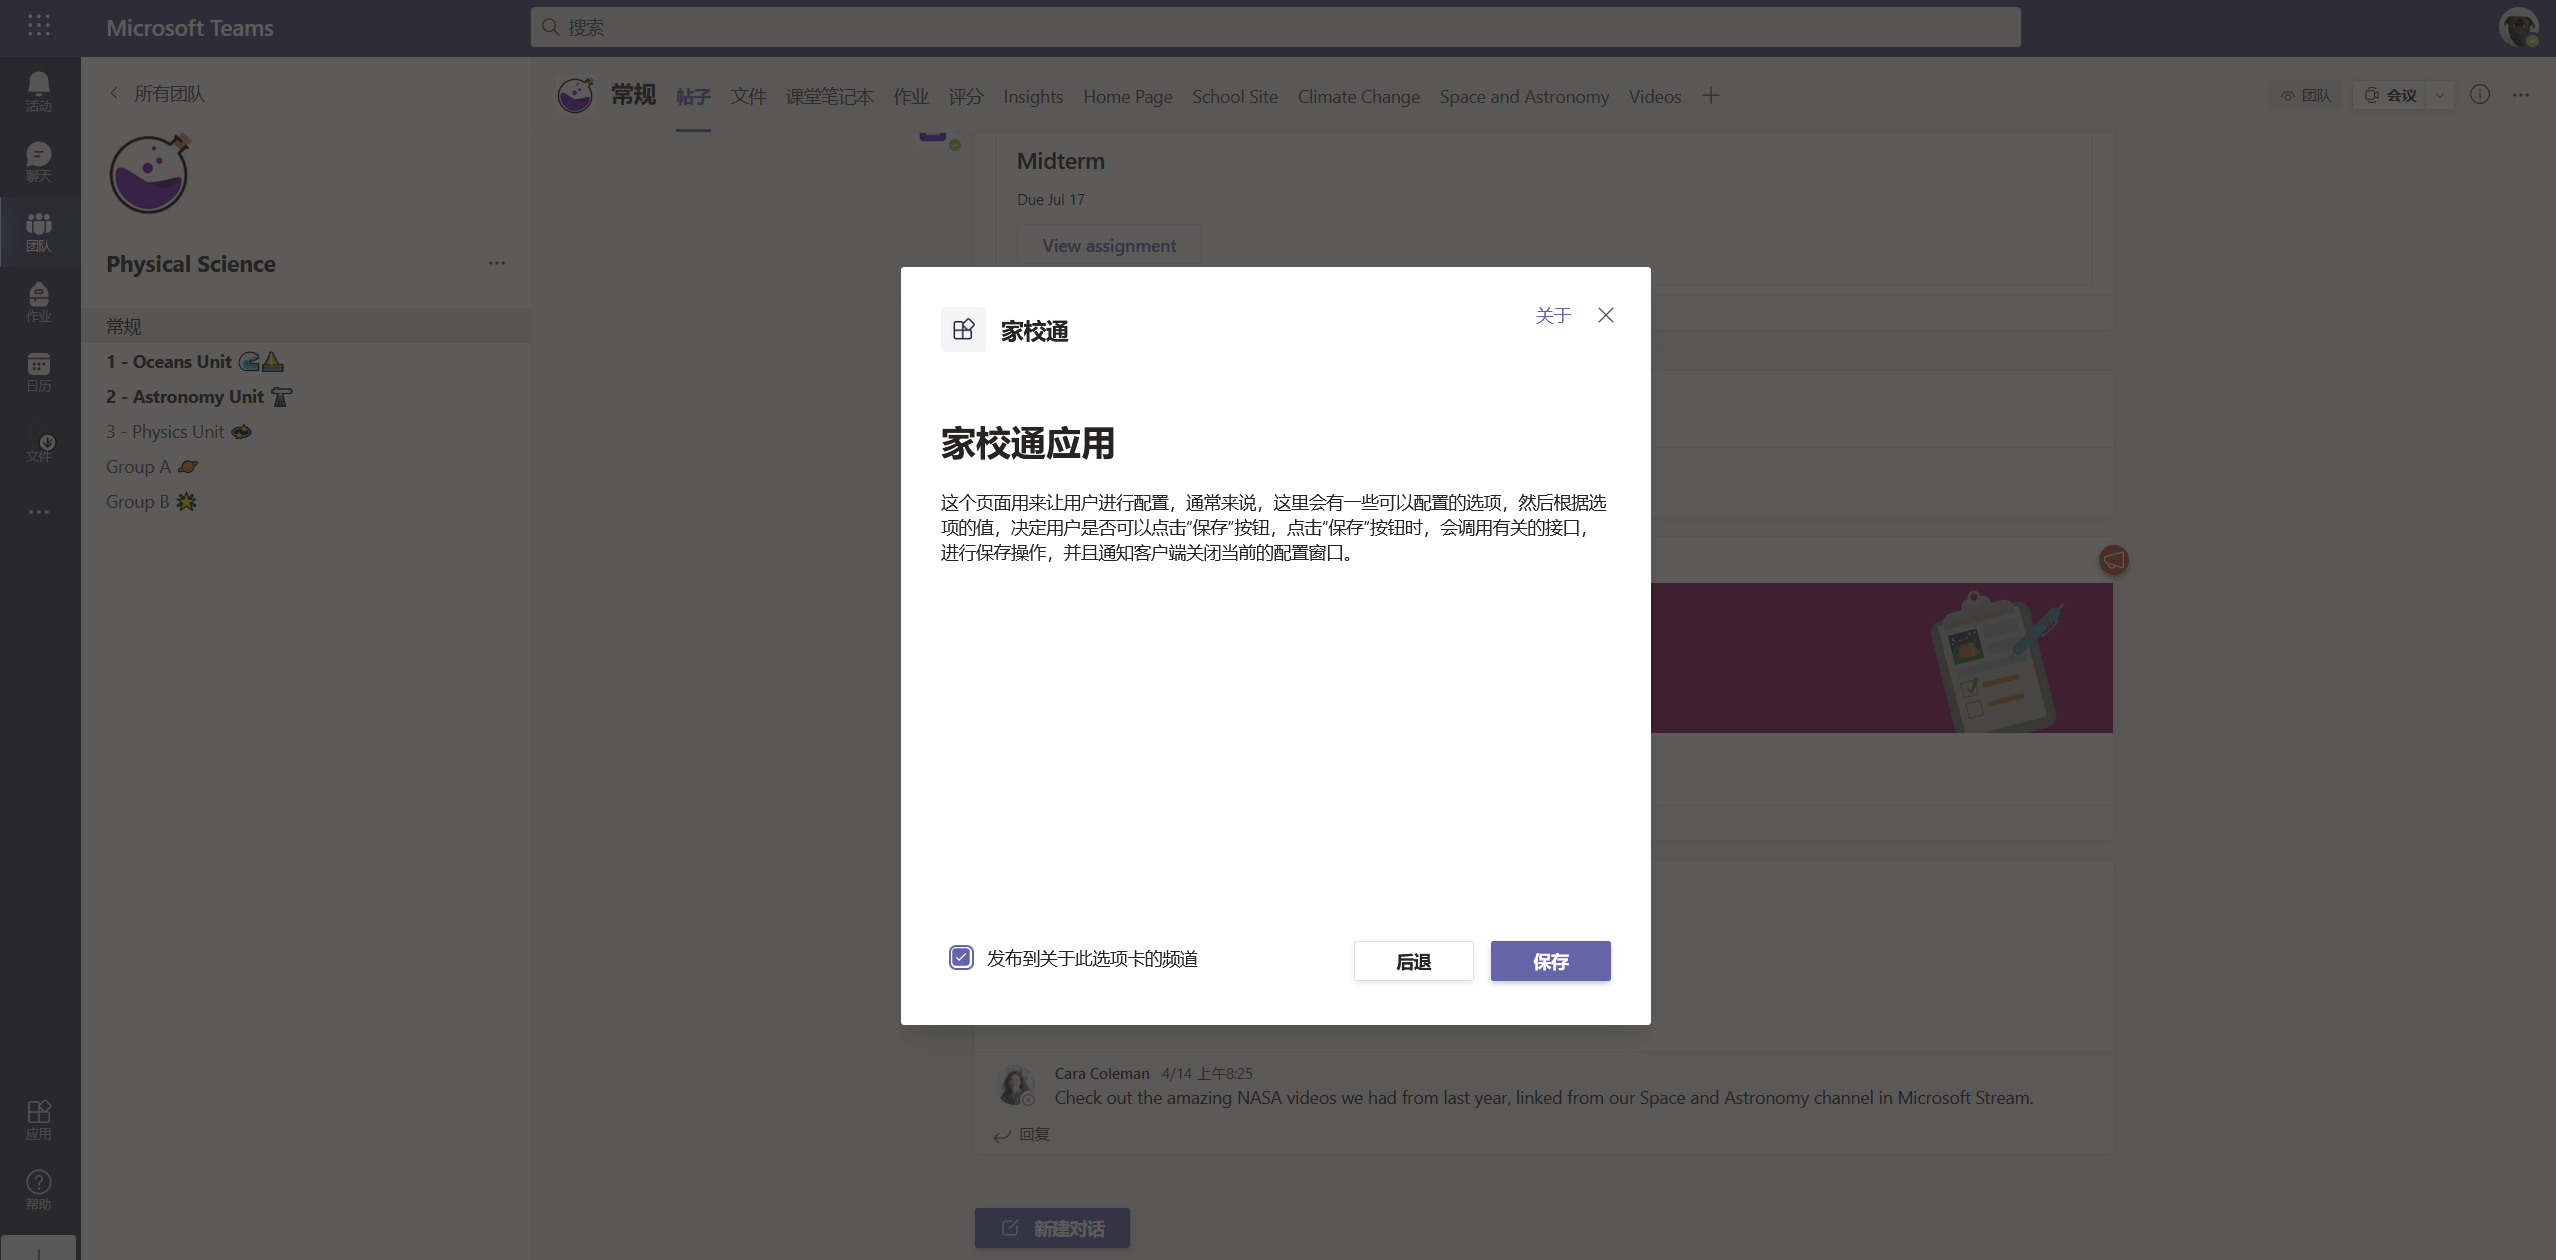 Microsoft Teams
搜索
活动
聊天
团队
作业
日历
文件
应用
帮助
所有团队
Physical Science
常规
1 - Oceans Unit
2 - Astronomy Unit
3 - Physics Unit
Group A
Group B
常规 帖子 文件 课堂笔记本 作业 评分 Insights Home Page School Site Climate Change Space and Astronomy Videos
团队 会议
Midterm
Due Jul 17
View assignment
家校通
关于
家校通应用
这个页面用来让用户进行配置，通常来说，这里会有一些可以配置的选项，然后根据选
项的值，决定用户是否可以点击“保存”按钮，点击“保存”按钮时，会调用有关的接口，
进行保存操作，并且通知客户端关闭当前的配置窗口。
发布到关于此选项卡的频道
后退
保存
Cara Coleman 4/14 上午8:25
Check out the amazing NASA videos we had from last year, linked from our Space and Astronomy channel in Microsoft Stream.
回复
新建对话